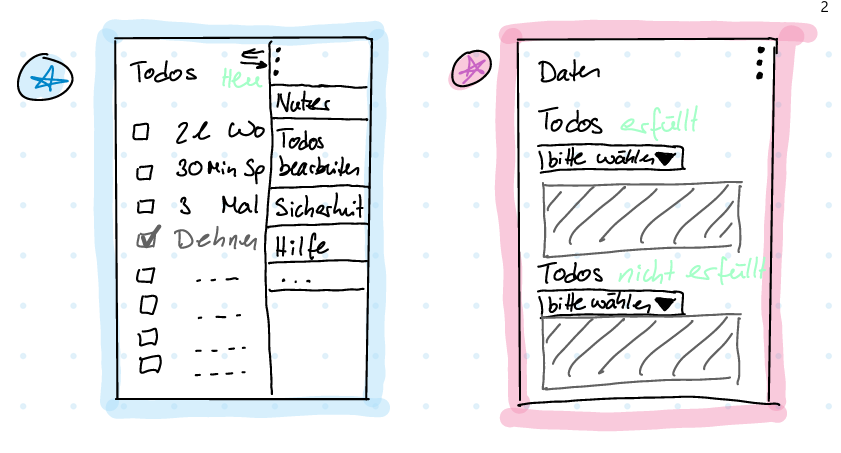 2
Todos Heu
Nutzer
2l Wo
Todos
bearbeiten
30 Min Sp
3 Mal
Sicherheit
Dehnen
Hilfe
...
Daten
Todos erfüllt
bitte wählen
Todos nicht erfüllt
bitte wählen